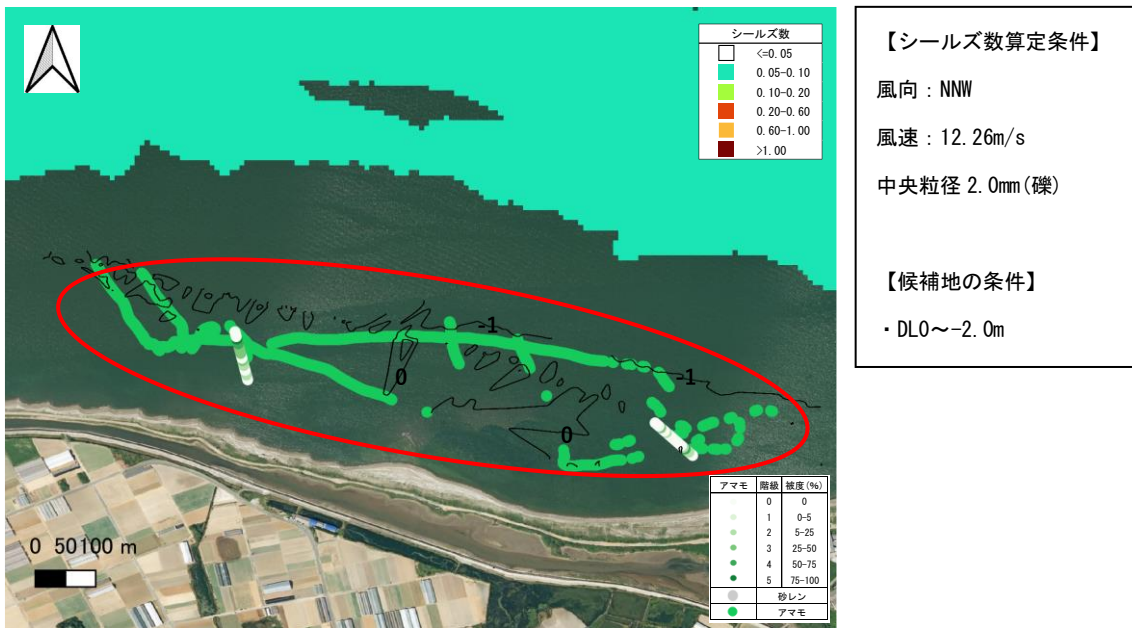 シールズ数
<=0.05
0.05-0.10
0.10-0.20
0.20-0.60
0.60-1.00
>1.00
-1
0
-1
0
0 50100 m
アマモ 階級 被度(%)
0 0
1 0-5
2 5-25
3 25-50
4 50-75
5 75-100
砂レン
アマモ
【シールズ数算定条件】
風向：NNW
風速：12.26m/s
中央粒径 2.0mm(礫)
【候補地の条件】
・DL0～-2.0m